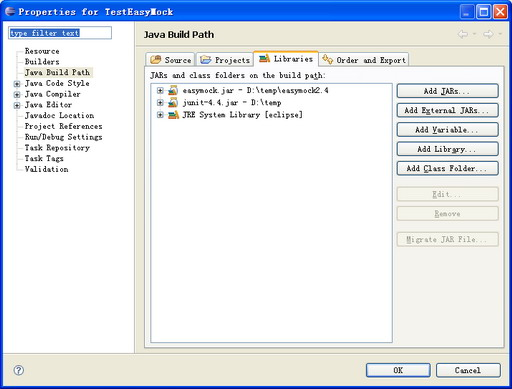 Properties for TestEasyMock
type filter text
Resource
Builders
Java Build Path
Java Code Style
Java Compiler
Java Editor
Javadoc Location
Project References
Run/Debug Settings
Task Repository
Task Tags
Validation
Java Build Path
Source
Projects
Libraries
Order and Export
JARs and class folders on the build path:
easymock.jar - D:\temp\easymock2.4
junit-4.4.jar - D:\temp
JRE System Library [eclipse]
Add JARs...
Add External JARs...
Add Variable...
Add Library...
Add Class Folder...
Edit...
Remove
Migrate JAR File...
OK
Cancel